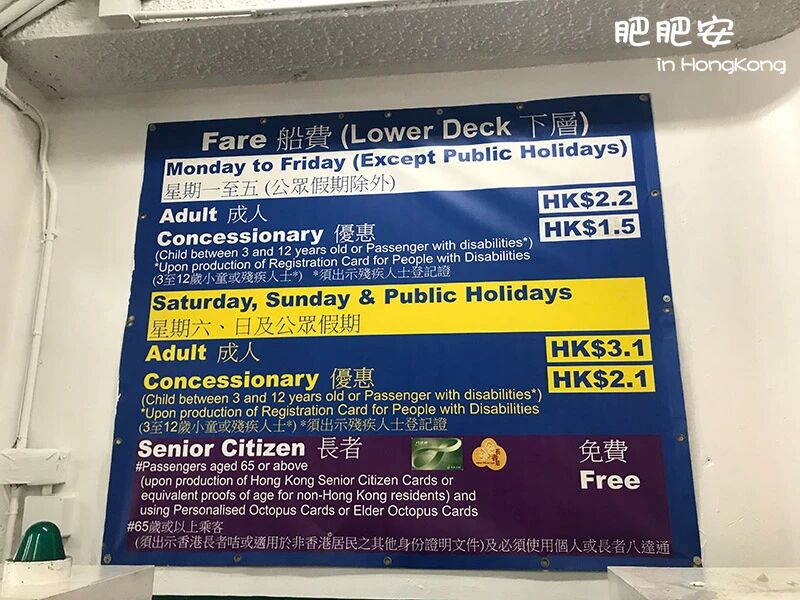 肥肥安
in HongKong
Fare 船費 (Lower Deck 下層)
Monday to Friday (Except Public Holidays)
星期一至五 (公眾假期除外)
Adult 成人 HK$2.2
Concessionary 優惠 HK$1.5
(Child between 3 and 12 years old or Passenger with disabilities*)
*Upon production of Registration Card for People with Disabilities
(3至12歲小童或殘疾人士*) *須出示殘疾人士登記證
Saturday, Sunday & Public Holidays
星期六、日及公眾假期
Adult 成人 HK$3.1
Concessionary 優惠 HK$2.1
(Child between 3 and 12 years old or Passenger with disabilities*)
*Upon production of Registration Card for People with Disabilities
(3至12歲小童或殘疾人士*) *須出示殘疾人士登記證
Senior Citizen 長者 免費
#Passengers aged 65 or above Free
(upon production of Hong Kong Senior Citizen Cards or
equivalent proofs of age for non-Hong Kong residents) and
using Personalised Octopus Cards or Elder Octopus Cards
#65歲或以上乘客
(須出示香港長者咭或適用於非香港居民之其他身份證明文件)及必須使用個人或長者八達通